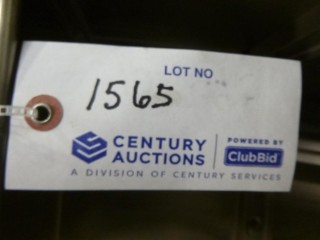 LOT NO
1565
CENTURY AUCTIONS
POWERED BY
ClubBid
A DIVISION OF CENTURY SERVICES